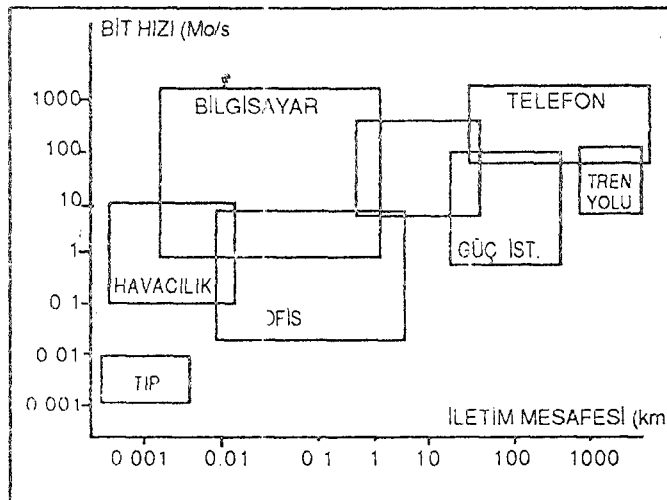 BİT HIZI (Mo/s
1000
100
10
1
0 1
0 01
0 001
BİLGİSAYAR
TELEFON
TREN
YOLU
GÜÇ İST.
HAVACILIK
OFİS
TIP
İLETİM MESAFESİ (km
0 001
0.01
0 1
1
10
100
1000